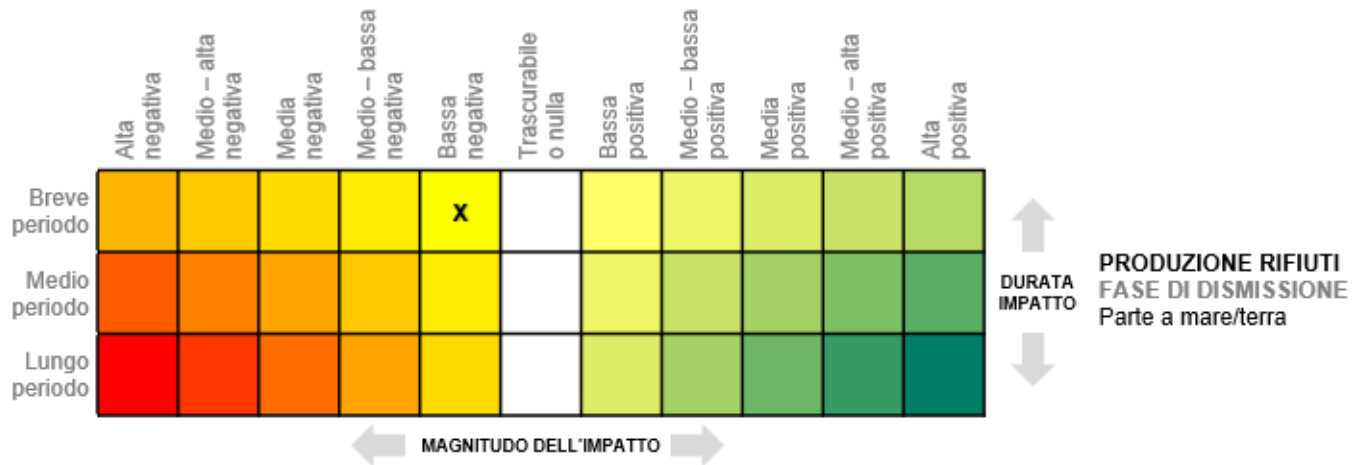 Alta
negativa
Medio – alta
negativa
Media
negativa
Medio – bassa
negativa
Bassa
negativa
Trascurabile
o nulla
Bassa
positiva
Medio – bassa
positiva
Media
positiva
Medio – alta
positiva
Alta
positiva
Breve
periodo
X
Medio
periodo
Lungo
periodo
DURATA
IMPATTO
PRODUZIONE RIFIUTI
FASE DI DISMISSIONE
Parte a mare/terra
MAGNITUDO DELL'IMPATTO